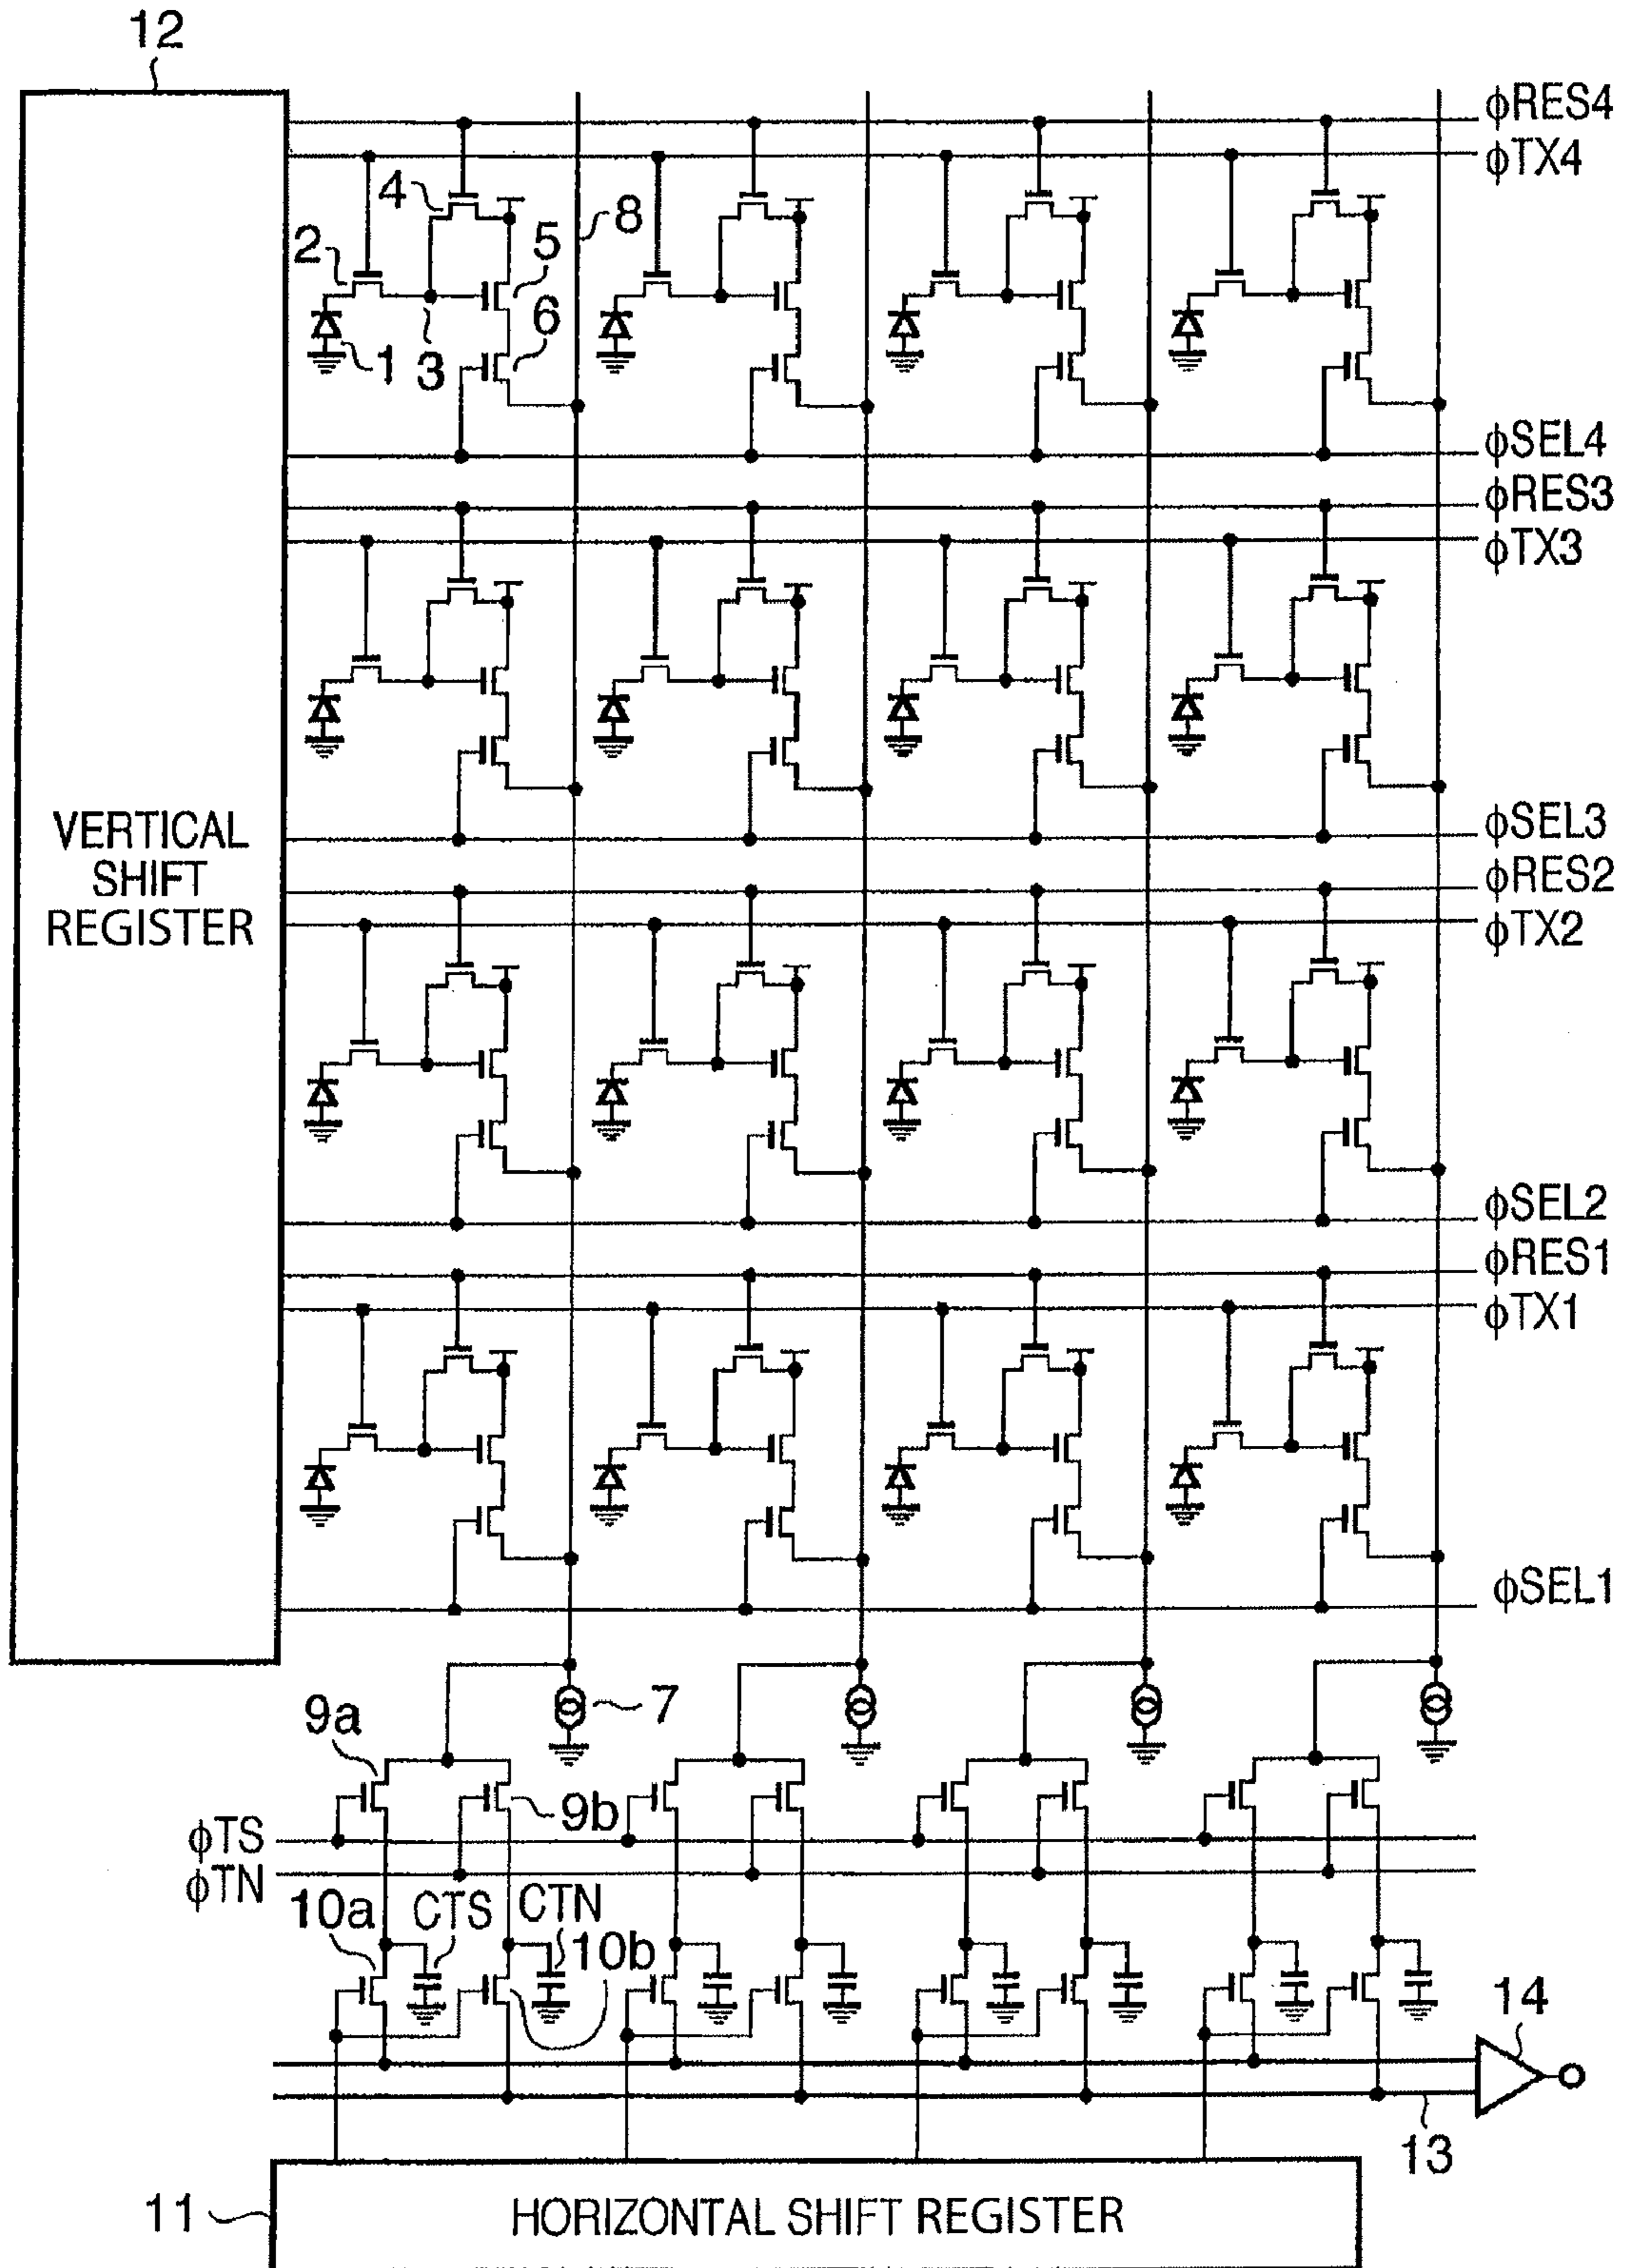 12
ϕRES4
ϕTX4
4
8
2
5
6
1
3
ϕSEL4
ϕRES3
ϕTX3
VERTICAL
SHIFT
REGISTER
ϕSEL3
ϕRES2
ϕTX2
ϕSEL2
ϕRES1
ϕTX1
ϕSEL1
9a
7
9b
ϕTS
ϕTN
10a
CTS
CTN
10b
14
13
11
HORIZONTAL SHIFT REGISTER